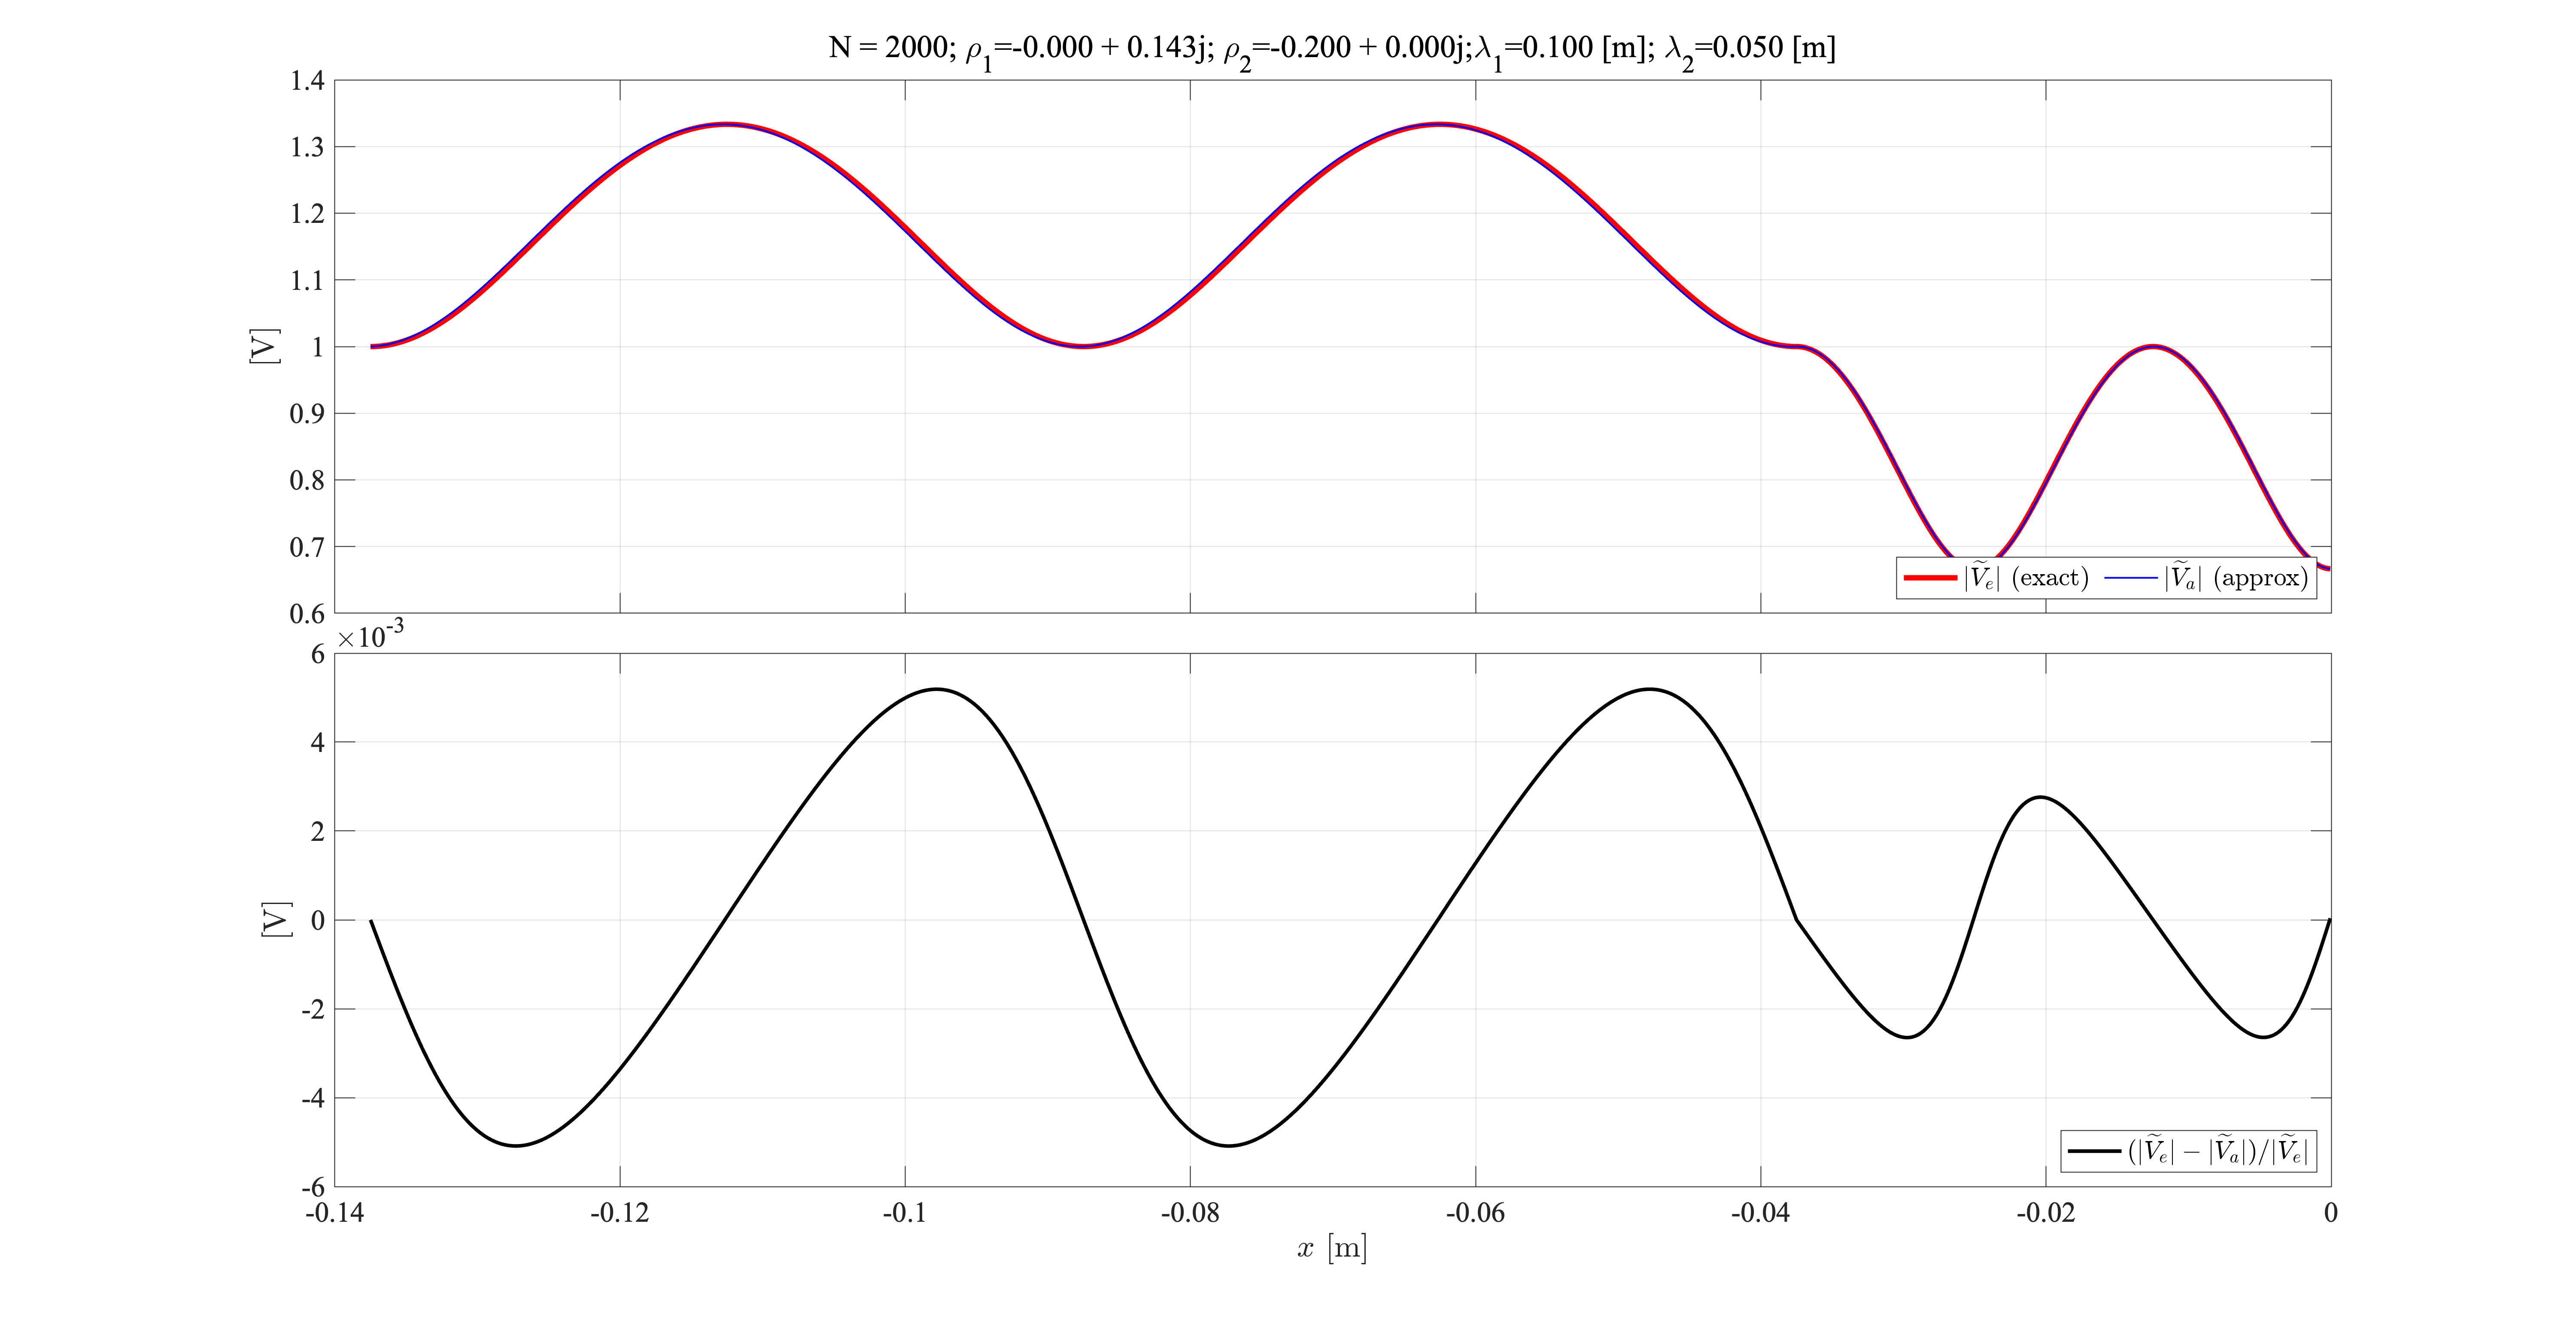 N = 2000; ρ₁=-0.000 + 0.143j; ρ₂=-0.200 + 0.000j;λ₁=0.100 [m]; λ₂=0.050 [m]
1.4
1.3
1.2
1.1
1
0.9
0.8
0.7
0.6
[V]
|Ṽₑ| (exact) |Ṽₐ| (approx)
×10⁻³
6
4
2
0
-2
-4
-6
[V]
(|Ṽₑ| − |Ṽₐ|)/|Ṽₑ|
-0.14 -0.12 -0.1 -0.08 -0.06 -0.04 -0.02 0
x [m]